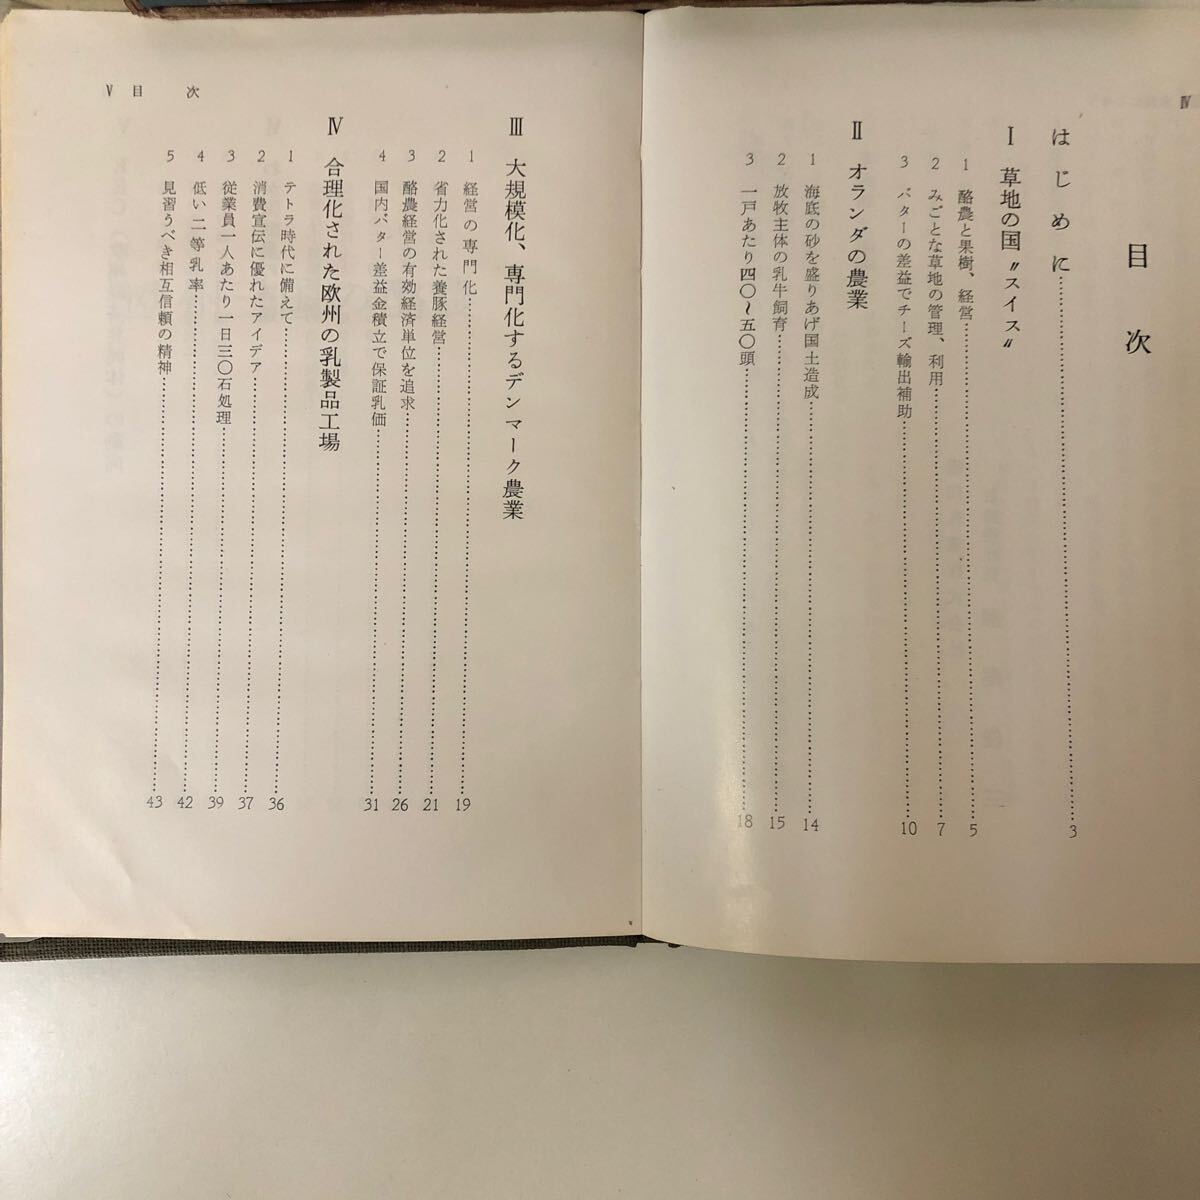 Ⅳ
目次
はじめに……3
Ⅰ 草地の国〝スイス〟
1 酪農と果樹、経営……5
2 みごとな草地の管理、利用……7
3 バターの差益でチーズ輸出補助……10
Ⅱ オランダの農業
1 海底の砂を盛りあげ国土造成……14
2 放牧主体の乳牛飼育……15
3 一戸あたり四〇～五〇頭……18
Ⅴ 目次
Ⅲ 大規模化、専門化するデンマーク農業
1 経営の専門化……19
2 省力化された養豚経営……21
3 酪農経営の有効経済単位を追求……26
4 国内バター差益金積立で保証乳価……31
Ⅳ 合理化された欧州の乳製品工場
1 テトラ時代に備えて……36
2 消費宣伝に優れたアイデア……37
3 従業員一人あたり一日三〇石処理……39
4 低い二等乳率……42
5 見習うべき相互信頼の精神……43